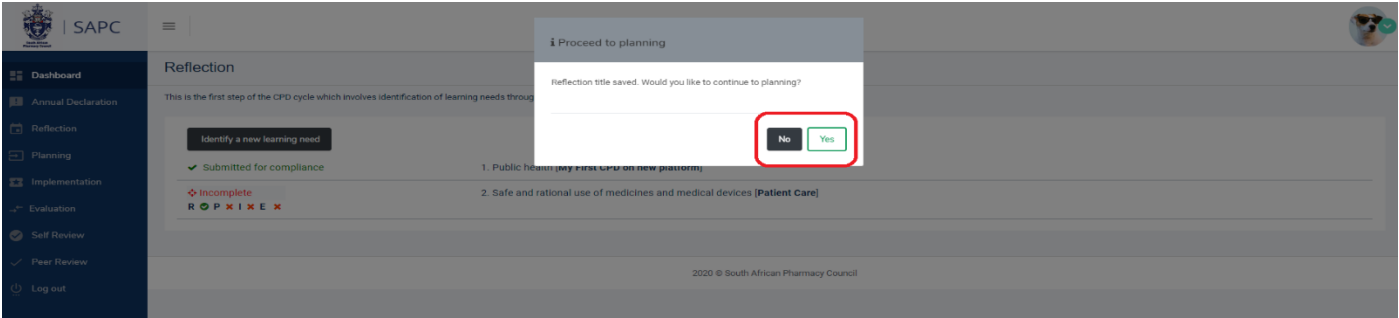 | SAPC
South African
Pharmacy Council
Dashboard
Annual Declaration
Reflection
Planning
Implementation
Evaluation
Self Review
Peer Review
Log out
Reflection
This is the first step of the CPD cycle which involves identification of learning needs throug
Identify a new learning need
Submitted for compliance
1. Public health [My First CPD on new platform]
Incomplete
2. Safe and rational use of medicines and medical devices [Patient Care]
R P I E
2020 © South African Pharmacy Council
Proceed to planning
Reflection title saved. Would you like to continue to planning?
No
Yes